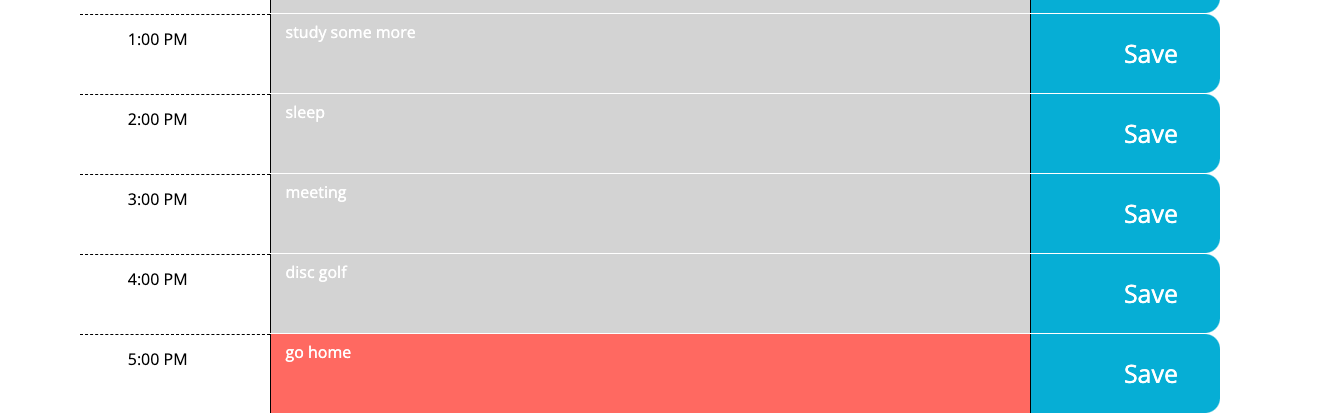 1:00 PM study some more Save
2:00 PM sleep Save
3:00 PM meeting Save
4:00 PM disc golf Save
5:00 PM go home Save